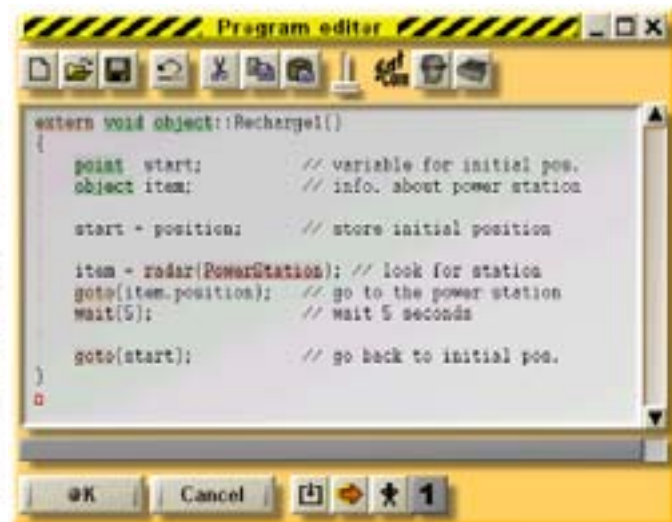 Program editor
extern void object::Recharge1()
{
point start; // variable for initial pos.
object item; // info. about power station
start = position; // store initial position
item = radar(PowerStation); // look for station
goto(item.position); // go to the power station
wait(5); // wait 5 seconds
goto(start); // go back to initial pos.
}
OK Cancel 1